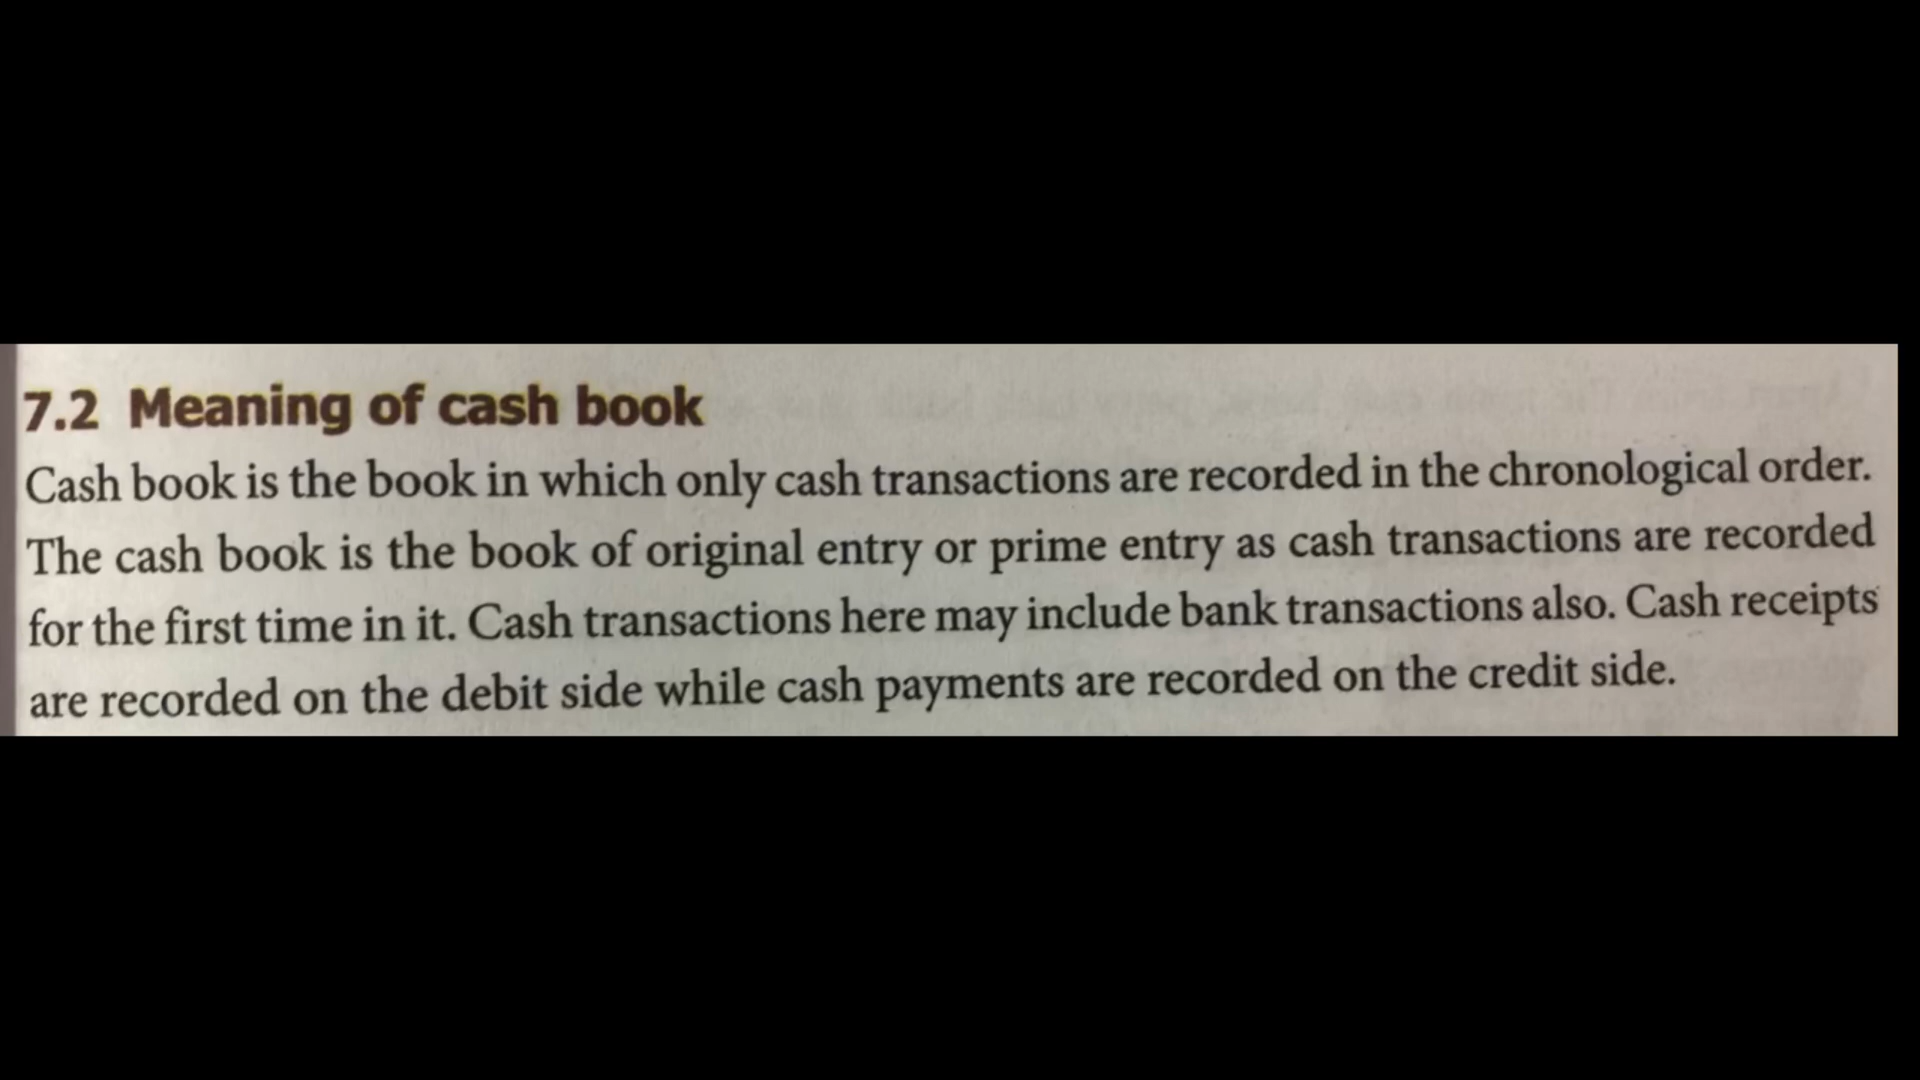 7.2 Meaning of cash book
Cash book is the book in which only cash transactions are recorded in the chronological order.
The cash book is the book of original entry or prime entry as cash transactions are recorded
for the first time in it. Cash transactions here may include bank transactions also. Cash receipts
are recorded on the debit side while cash payments are recorded on the credit side.